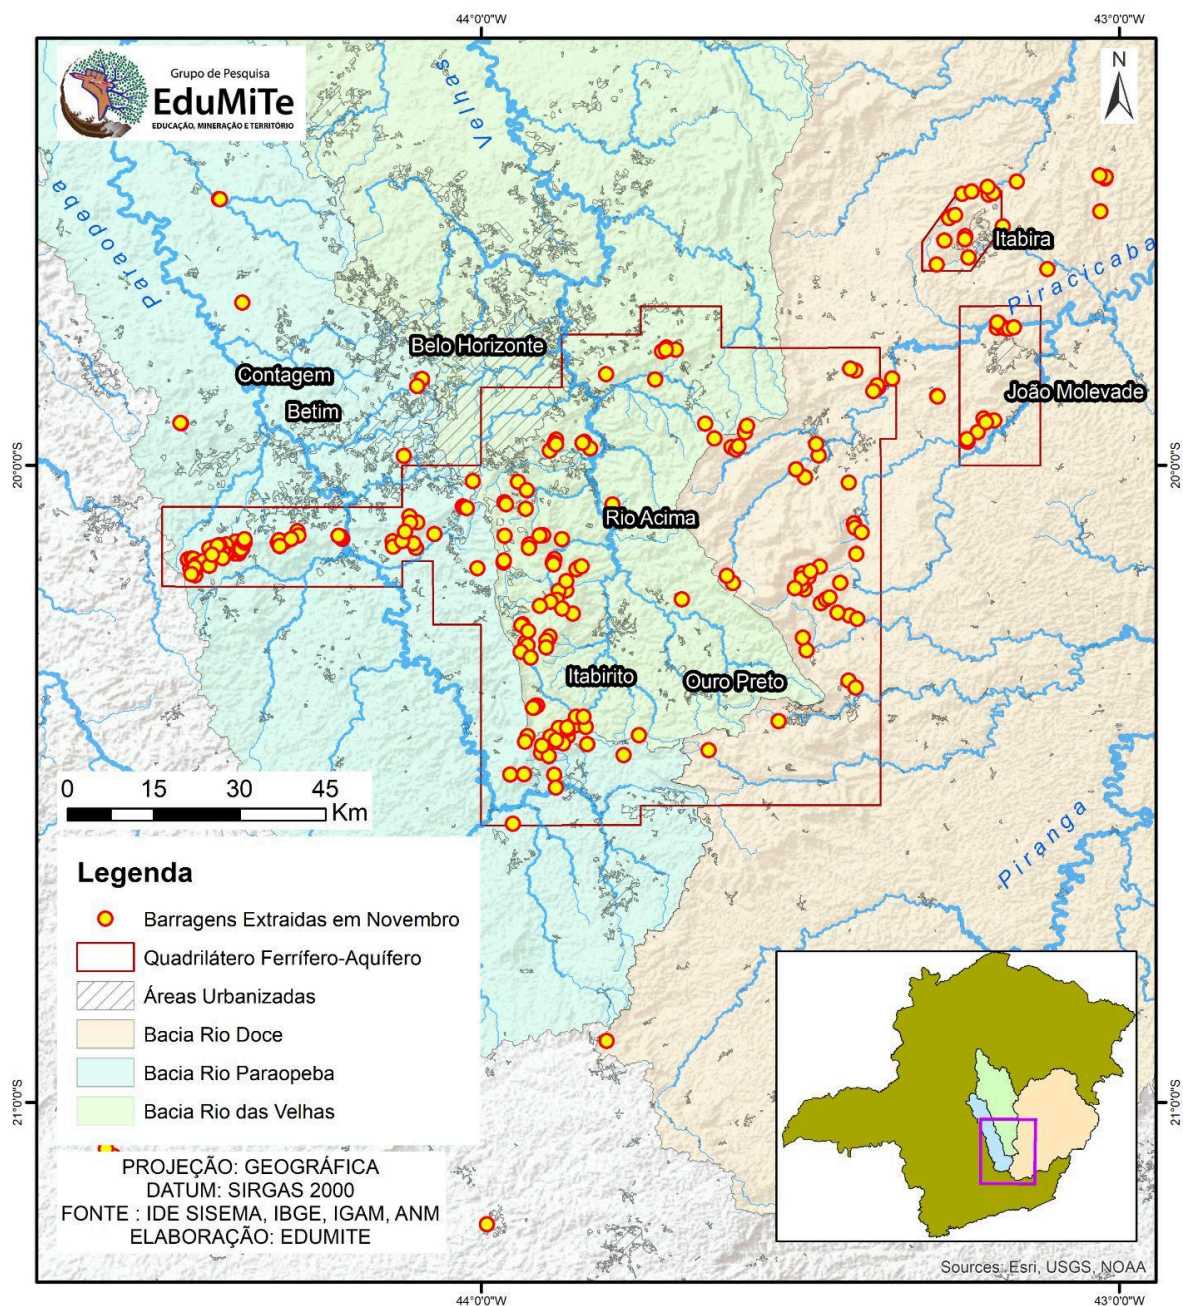 44°0'0"W
43°0'0"W
Grupo de Pesquisa
EduMiTe
EDUCAÇÃO, MINERAÇÃO E TERRITÓRIO
N
Velhas
Paraopeba
Itabira
Piracicaba
Belo Horizonte
Contagem
João Molevade
Betim
20°0'0"S
20°0'0"S
Rio Acima
Itabirito
Ouro Preto
0 15 30 45
Km
Piranga
Legenda
Barragens Extraidas em Novembro
Quadrilátero Ferrífero-Aquífero
Áreas Urbanizadas
Bacia Rio Doce
Bacia Rio Paraopeba
Bacia Rio das Velhas
21°0'0"S
21°0'0"S
PROJEÇÃO: GEOGRÁFICA
DATUM: SIRGAS 2000
FONTE : IDE SISEMA, IBGE, IGAM, ANM
ELABORAÇÃO: EDUMITE
Sources: Esri, USGS, NOAA
44°0'0"W
43°0'0"W